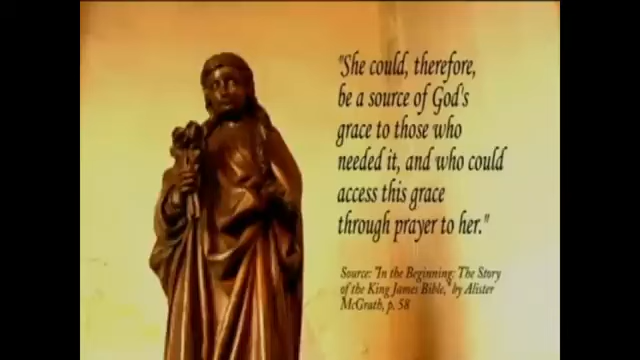 "She could, therefore,
be a source of God's
grace to those who
needed it, and who could
access this grace
through prayer to her."
Source: "In the Beginning: The Story
of the King James Bible," by Alister
McGrath, p. 58